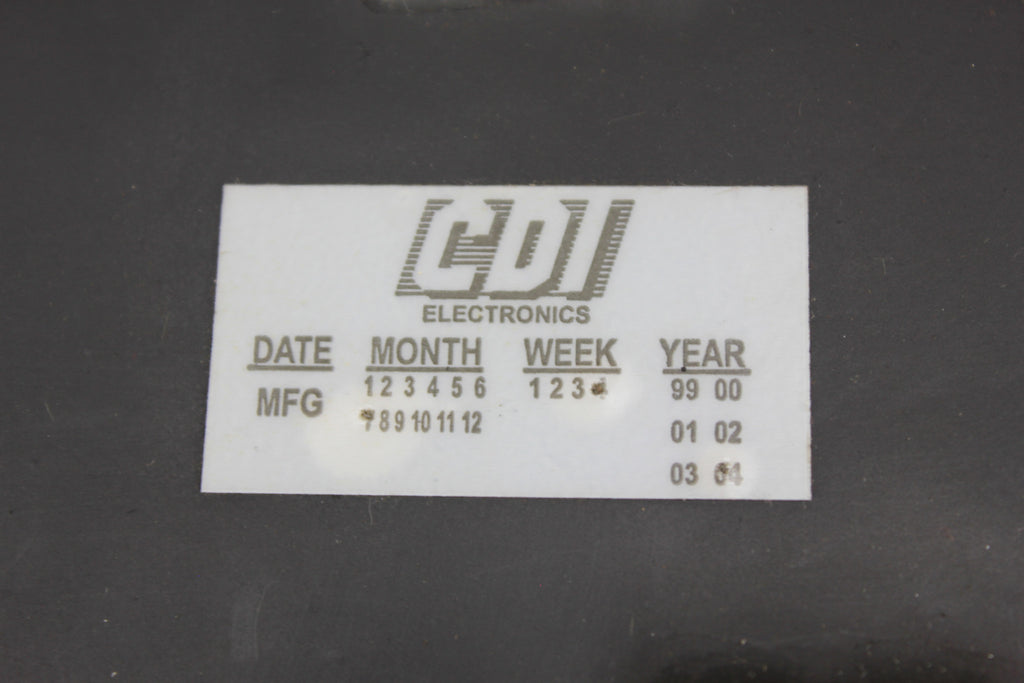 CDI
ELECTRONICS
DATE MONTH WEEK YEAR
MFG 1 2 3 4 5 6 1 2 3 4 99 00
7 8 9 10 11 12 01 02
03 04